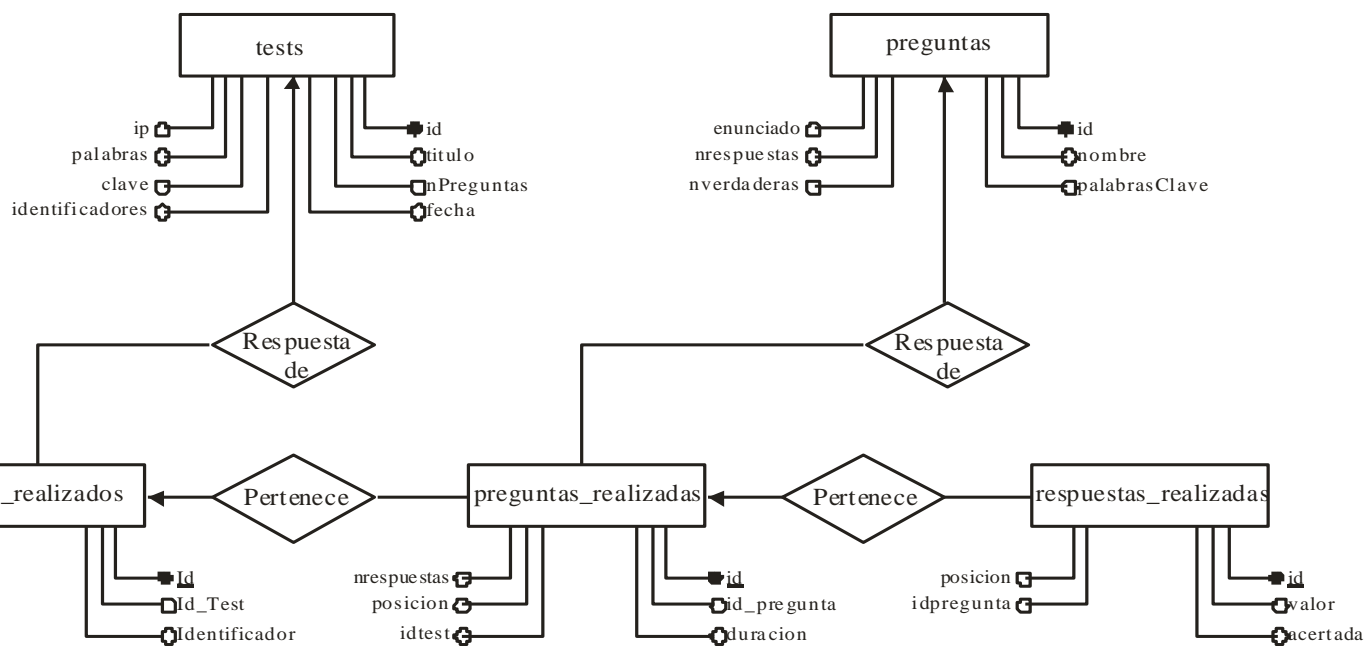 tests
preguntas
ip
palabras
clave
identificadores
id
titulo
nPreguntas
fecha
enunciado
nrespuestas
nverdaderas
id
nombre
palabrasClave
Respuesta
de
Respuesta
de
_realizados
Pertenece
preguntas_realizadas
Pertenece
respuestas_realizadas
Id
Id_Test
Identificador
nrespuestas
posicion
idtest
id
id_pregunta
duracion
posicion
idpregunta
id
valor
acertada